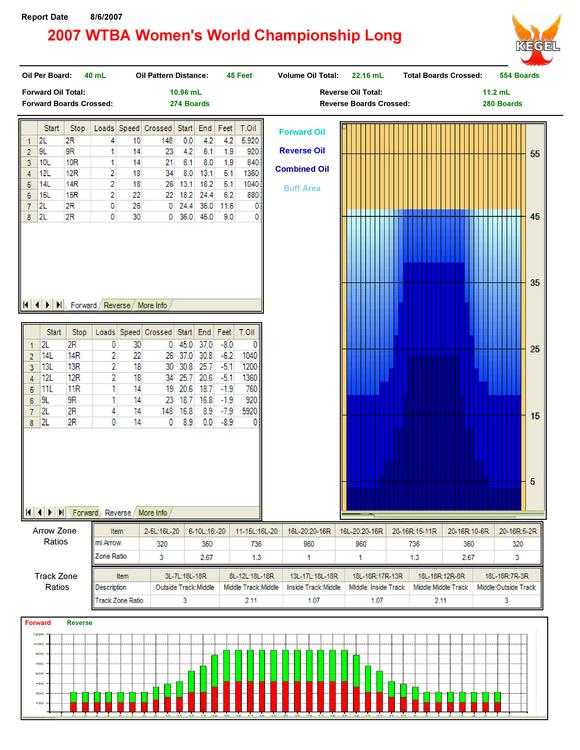 Report Date 8/6/2007
2007 WTBA Women's World Championship Long
KEGEL
Oil Per Board: 40 mL Oil Pattern Distance: 45 Feet Volume Oil Total: 22.16 mL Total Boards Crossed: 554 Boards
Forward Oil Total: 10.96 mL Reverse Oil Total: 11.2 mL
Forward Boards Crossed: 274 Boards Reverse Boards Crossed: 280 Boards
Start Stop Loads Speed Crossed Start End Feet T.Oil
1 2L 2R 4 10 148 0.0 4.2 4.2 5,920
2 9L 9R 1 14 23 4.2 6.1 1.9 920
3 10L 10R 1 14 21 6.1 8.0 1.9 840
4 12L 12R 2 18 34 8.0 13.1 5.1 1360
5 14L 14R 2 18 26 13.1 18.2 5.1 1040
6 15L 15R 2 22 22 18.2 24.4 6.2 880
7 2L 2R 0 26 0 24.4 36.0 11.6 0
8 2L 2R 0 30 0 36.0 45.0 9.0 0
Forward Reverse More Info
Forward Oil
Reverse Oil
Combined Oil
Buff Area
55
45
35
25
15
5
Start Stop Loads Speed Crossed Start End Feet T.Oil
1 2L 2R 0 30 0 45.0 37.0 -8.0 0
2 14L 14R 2 22 26 37.0 30.8 -6.2 1040
3 13L 13R 2 18 30 30.8 25.7 -5.1 1200
4 12L 12R 2 18 34 25.7 20.6 -5.1 1360
5 11L 11R 1 14 19 20.6 18.7 -1.9 760
6 9L 9R 1 14 23 18.7 16.8 -1.9 920
7 2L 2R 4 14 148 16.8 8.9 -7.9 5920
8 2L 2R 0 14 0 8.9 0.0 -8.9 0
Forward Reverse More Info
Arrow Zone Ratios
Item 2-5L:16L-20 6-10L:16:-20 11-15L:16L-20 16L-20:20-16R 16L-20:20-16R 20-16R:15-11R 20-16R:10-6R 20-16R:5-2R
ml Arrow 320 360 736 960 960 736 360 320
Zone Ratio 3 2.67 1.3 1 1 1.3 2.67 3
Track Zone Ratios
Item 3L-7L:18L-18R 8L-12L:18L-18R 13L-17L:18L-18R 18L-18R:17R-13R 18L-18R:12R-8R 18L-18R:7R-3R
Description Outside Track:Middle Middle Track:Middle Inside Track:Middle Middle: Inside Track Middle:Middle Track Middle:Outside Track
Track Zone Ratio 3 2.11 1.07 1.07 2.11 3
Forward Reverse